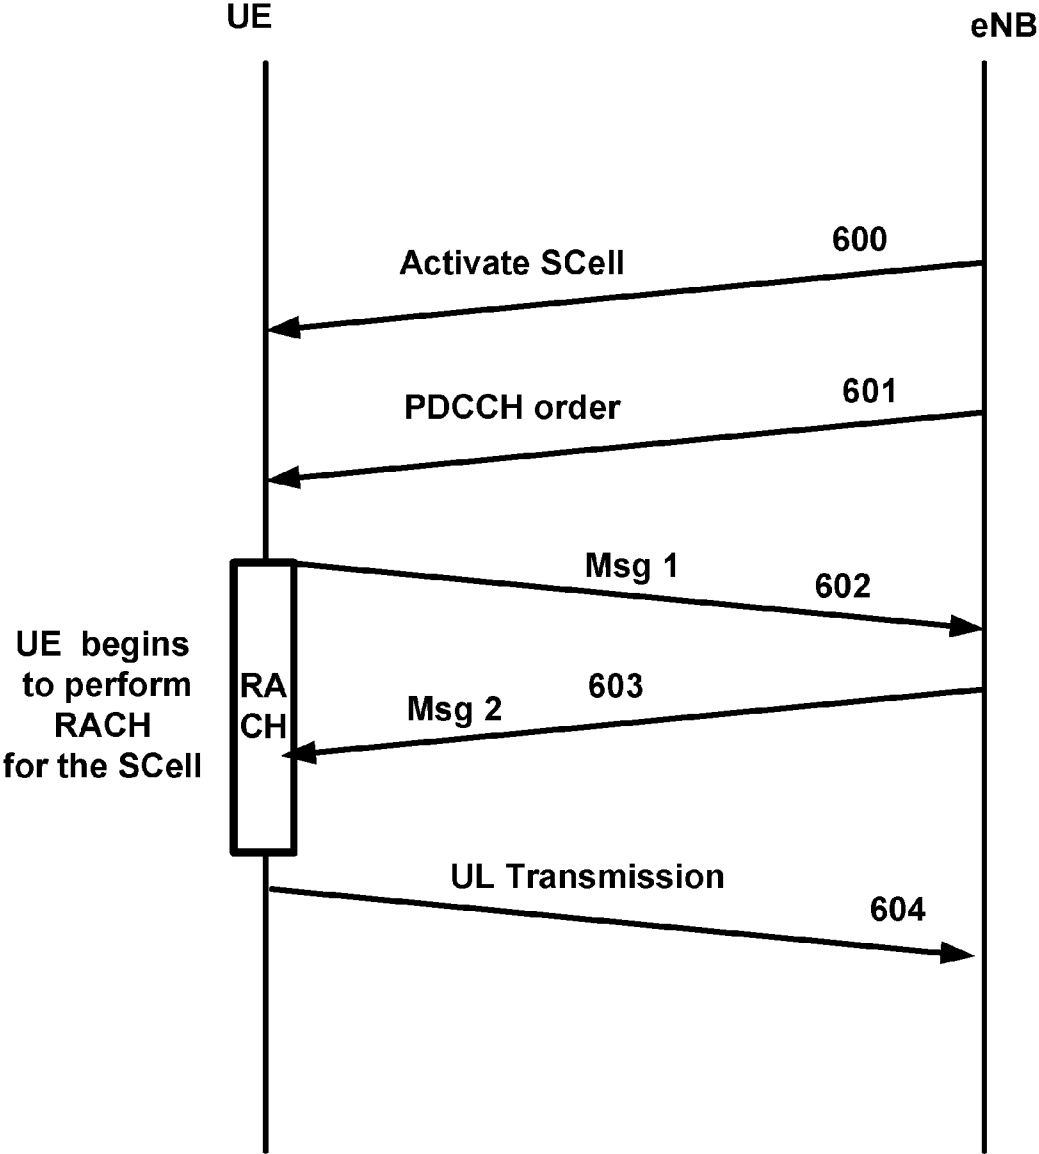 UE
eNB
600
Activate SCell
601
PDCCH order
Msg 1
602
UE begins
to perform
RACH
for the SCell
RA
CH
603
Msg 2
UL Transmission
604